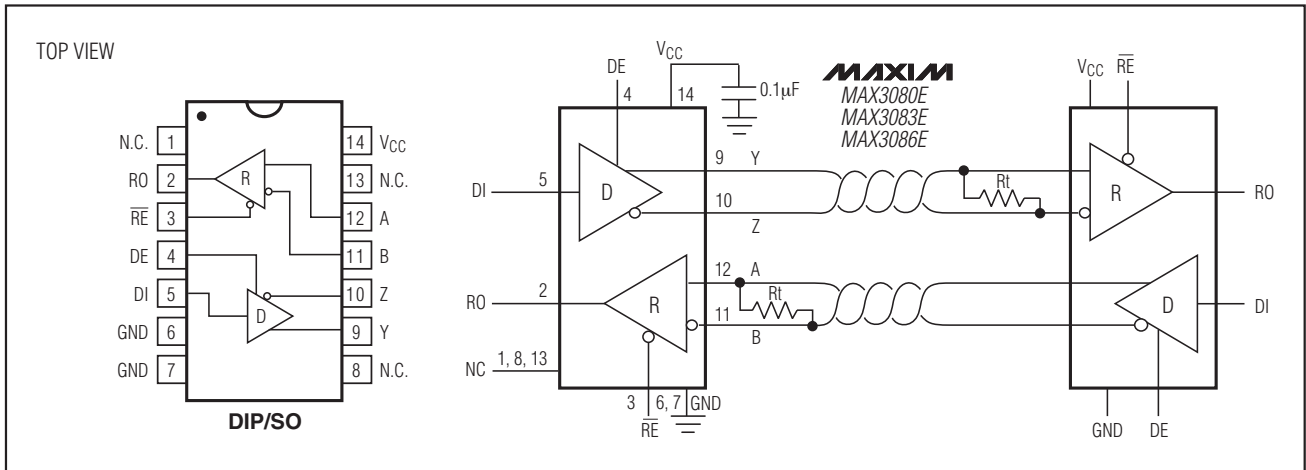 TOP VIEW
N.C. 1
RO 2
RE 3
DE 4
DI 5
GND 6
GND 7
14 VCC
13 N.C.
12 A
11 B
10 Z
9 Y
8 N.C.
R
D
DIP/SO
VCC
DE
4
14
0.1µF
MAXIM
MAX3080E
MAX3083E
MAX3086E
VCC RE
DI 5
D
9 Y
10
Z
Rt
R
RO
RO 2
R
12 A
Rt
11
B
D
DI
NC 1, 8, 13
3 6, 7 GND
RE
GND DE